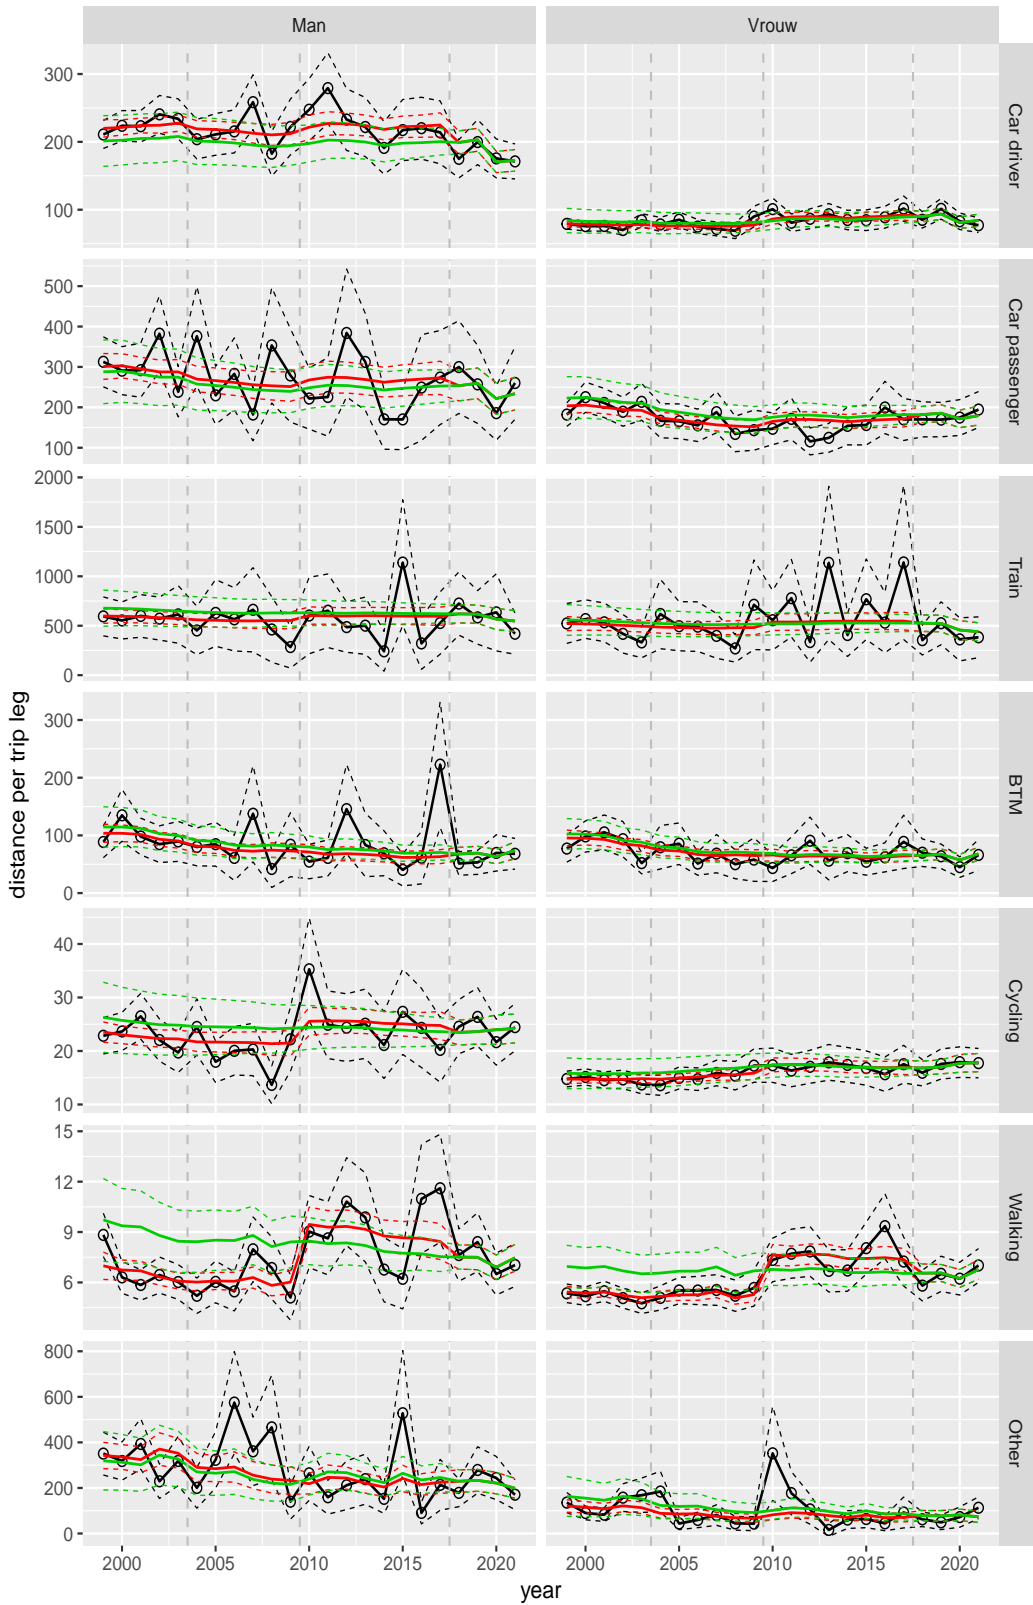 Man Vrouw
300
200
100
Car driver
500
400
300
200
100
Car passenger
2000
1500
1000
500
0
Train
300
200
100
0
BTM
40
30
20
10
Cycling
15
12
9
6
Walking
800
600
400
200
0
Other
distance per trip leg
2000 2005 2010 2015 2020 2000 2005 2010 2015 2020
year